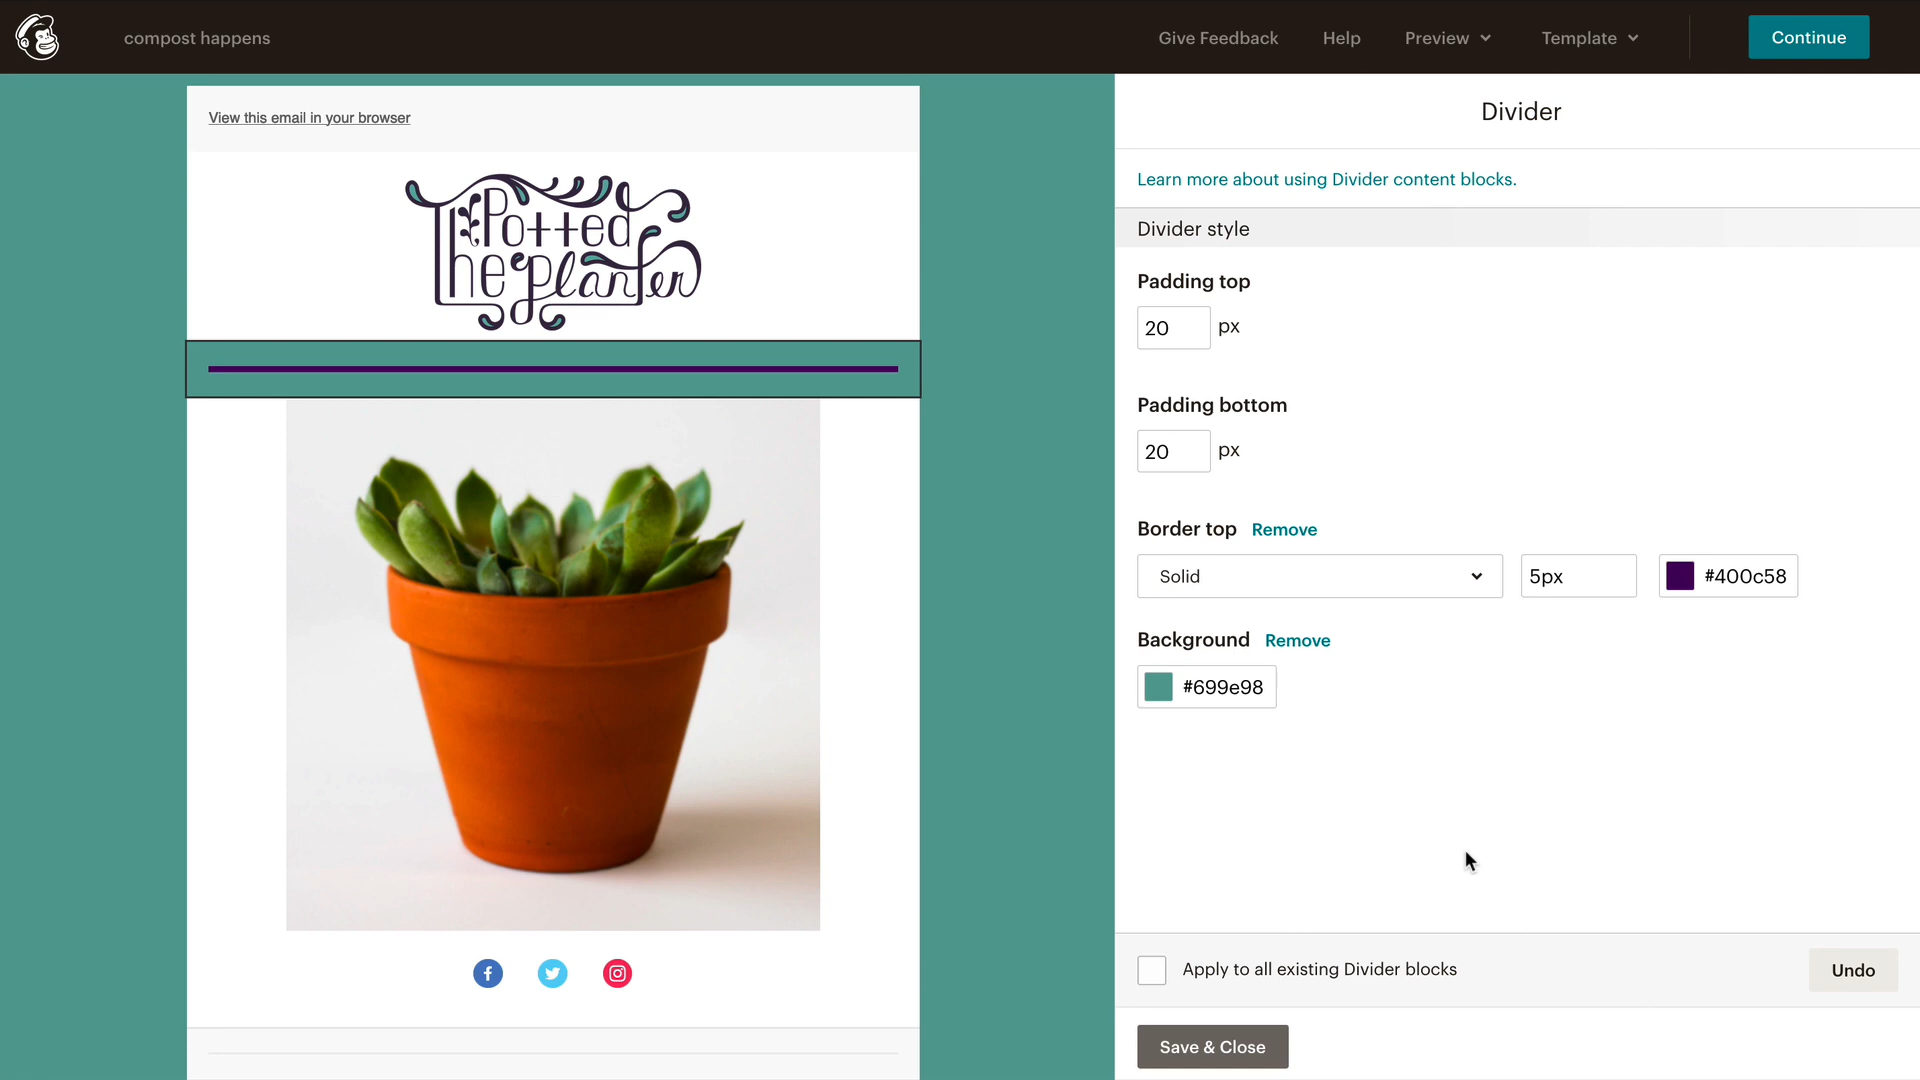 compost happens
Give Feedback
Help
Preview
Template
Continue
View this email in your browser
The Potted
Planter
Divider
Learn more about using Divider content blocks.
Divider style
Padding top
20 px
Padding bottom
20 px
Border top Remove
Solid
5px
#400c58
Background Remove
#699e98
Apply to all existing Divider blocks
Undo
Save & Close